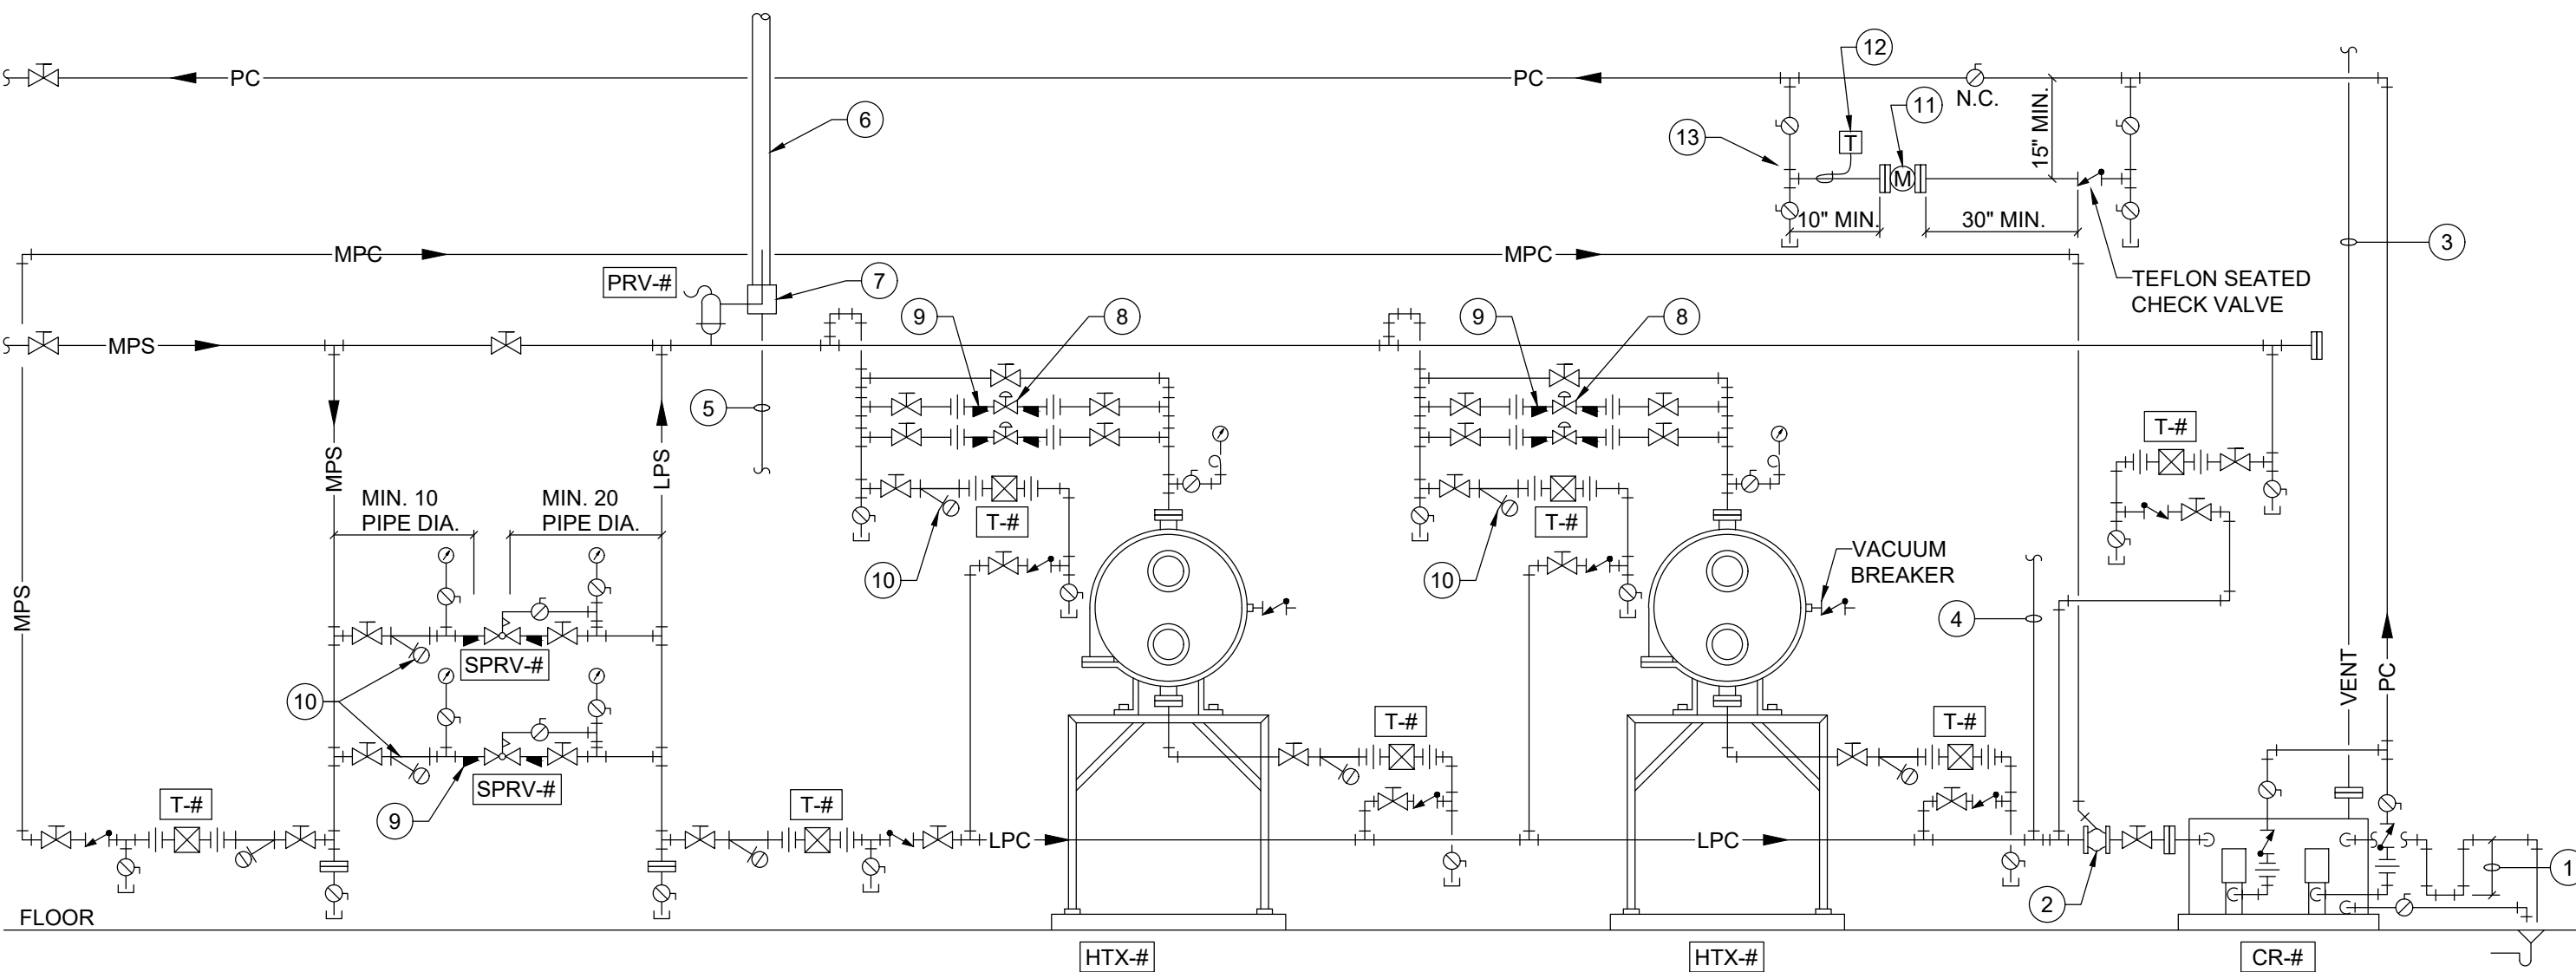 12
PC
PC
N.C.
11
6
13
T
15" MIN.
M
3
10" MIN.
30" MIN.
MPC
MPC
TEFLON SEATED
CHECK VALVE
PRV-#
7
9
8
9
8
MPS
5
T-#
MPS
LPS
MIN. 10
PIPE DIA.
MIN. 20
PIPE DIA.
T-#
T-#
VACUUM
BREAKER
10
10
MPS
4
SPRV-#
VENT
PC
10
T-#
T-#
SPRV-#
T-#
T-#
9
LPC
LPC
1
2
FLOOR
HTX-#
HTX-#
CR-#